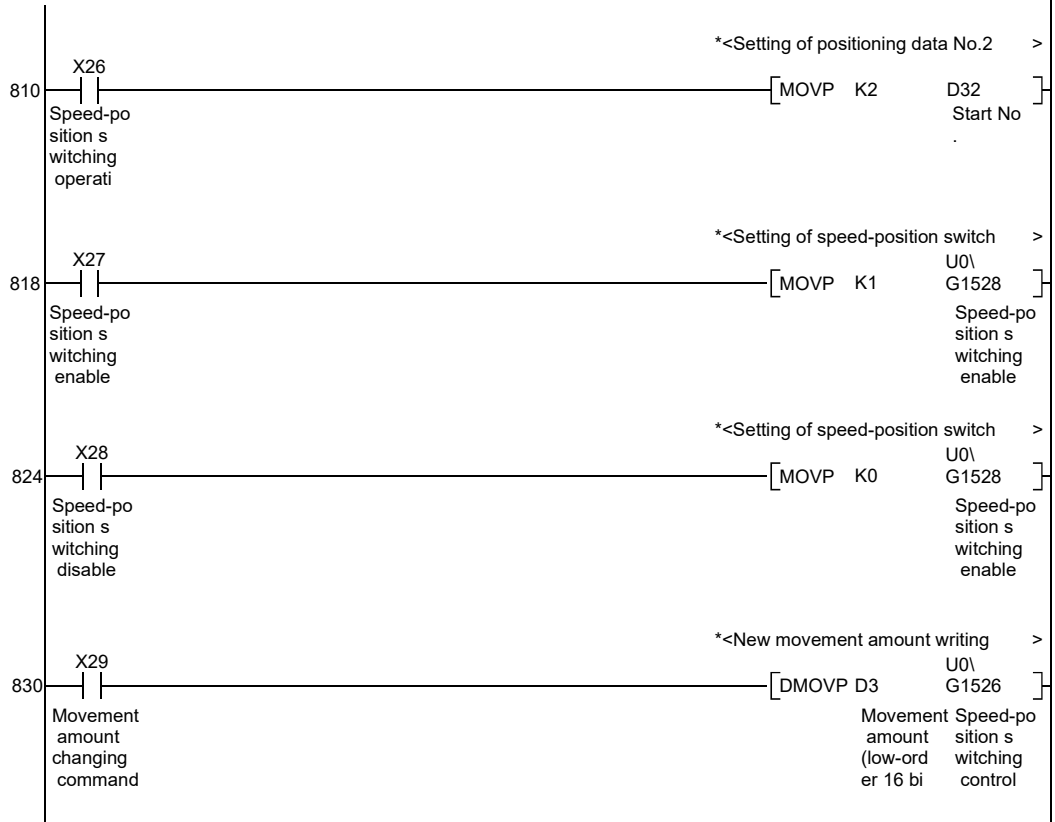 *<Setting of positioning data No.2 >
X26
810
[MOVP K2 D32 ]
Speed-po
sition s
witching
operati
Start No
.
*<Setting of speed-position switch >
X27
U0\
818
[MOVP K1 G1528 ]
Speed-po
sition s
witching
enable
Speed-po
sition s
witching
enable
*<Setting of speed-position switch >
X28
U0\
824
[MOVP K0 G1528 ]
Speed-po
sition s
witching
disable
Speed-po
sition s
witching
enable
*<New movement amount writing >
X29
U0\
830
[DMOVP D3 G1526 ]
Movement
amount
changing
command
Movement
amount
(low-ord
er 16 bi
Speed-po
sition s
witching
control